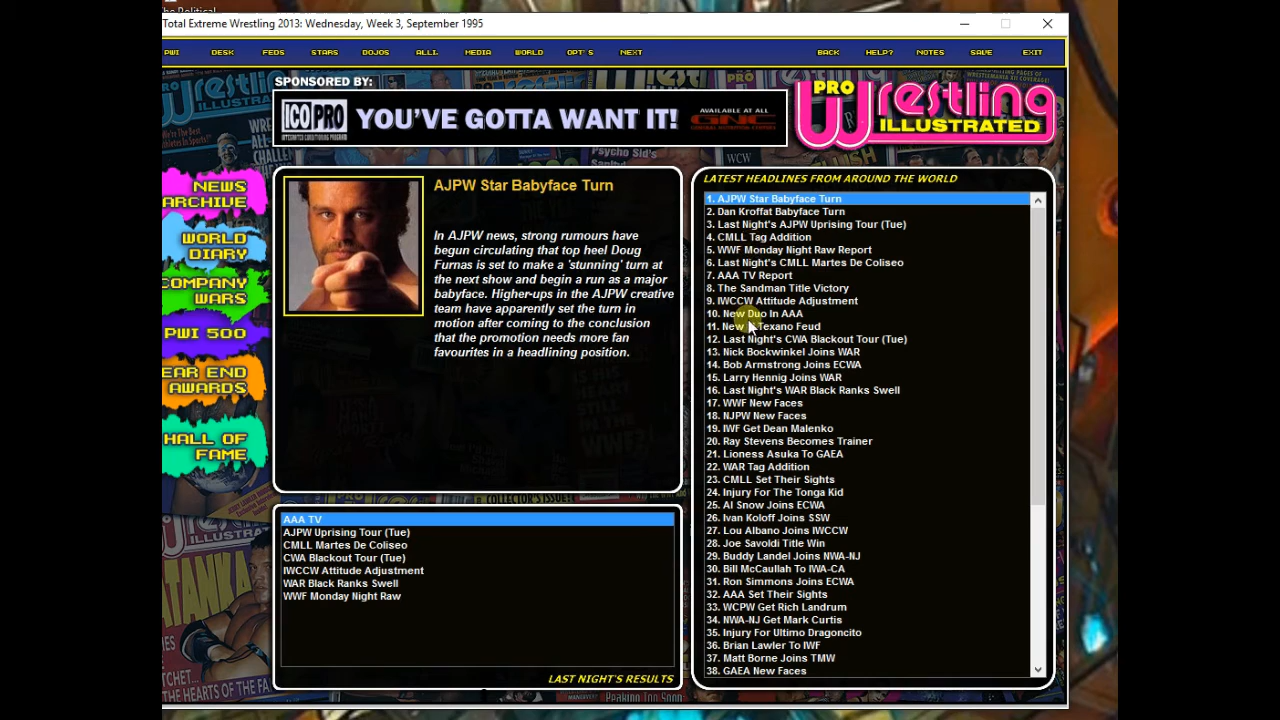 The Political
Total Extreme Wrestling 2013: Wednesday, Week 3, September 1995
PWI DESK FEDS STARS DOJOS ALLI. MEDIA WORLD OPT'S NEXT BACK HELP? NOTES SAVE EXIT
SPONSORED BY:
ICOPRO
INTEGRATED CONDITIONING PROGRAM
YOU'VE GOTTA WANT IT!
AVAILABLE AT ALL
GNC
GENERAL NUTRITION CENTERS
PRO
Wrestling
ILLUSTRATED
NEWS
ARCHIVE
WORLD
DIARY
COMPANY
WARS
PWI 500
EAR END
AWARDS
HALL OF
FAME
AJPW Star Babyface Turn
In AJPW news, strong rumours have
begun circulating that top heel Doug
Furnas is set to make a 'stunning' turn at
the next show and begin a run as a major
babyface. Higher-ups in the AJPW creative
team have apparently set the turn in
motion after coming to the conclusion
that the promotion needs more fan
favourites in a headlining position.
AAA TV
AJPW Uprising Tour (Tue)
CMLL Martes De Coliseo
CWA Blackout Tour (Tue)
IWCCW Attitude Adjustment
WAR Black Ranks Swell
WWF Monday Night Raw
LAST NIGHT'S RESULTS
LATEST HEADLINES FROM AROUND THE WORLD
1. AJPW Star Babyface Turn
2. Dan Kroffat Babyface Turn
3. Last Night's AJPW Uprising Tour (Tue)
4. CMLL Tag Addition
5. WWF Monday Night Raw Report
6. Last Night's CMLL Martes De Coliseo
7. AAA TV Report
8. The Sandman Title Victory
9. IWCCW Attitude Adjustment
10. New Duo In AAA
11. New Texano Feud
12. Last Night's CWA Blackout Tour (Tue)
13. Nick Bockwinkel Joins WAR
14. Bob Armstrong Joins ECWA
15. Larry Hennig Joins WAR
16. Last Night's WAR Black Ranks Swell
17. WWF New Faces
18. NJPW New Faces
19. IWF Get Dean Malenko
20. Ray Stevens Becomes Trainer
21. Lioness Asuka To GAEA
22. WAR Tag Addition
23. CMLL Set Their Sights
24. Injury For The Tonga Kid
25. Al Snow Joins ECWA
26. Ivan Koloff Joins SSW
27. Lou Albano Joins IWCCW
28. Joe Savoldi Title Win
29. Buddy Landel Joins NWA-NJ
30. Bill McCaullah To IWA-CA
31. Ron Simmons Joins ECWA
32. AAA Set Their Sights
33. WCPW Get Rich Landrum
34. NWA-NJ Get Mark Curtis
35. Injury For Ultimo Dragoncito
36. Brian Lawler To IWF
37. Matt Borne Joins TMW
38. GAEA New Faces